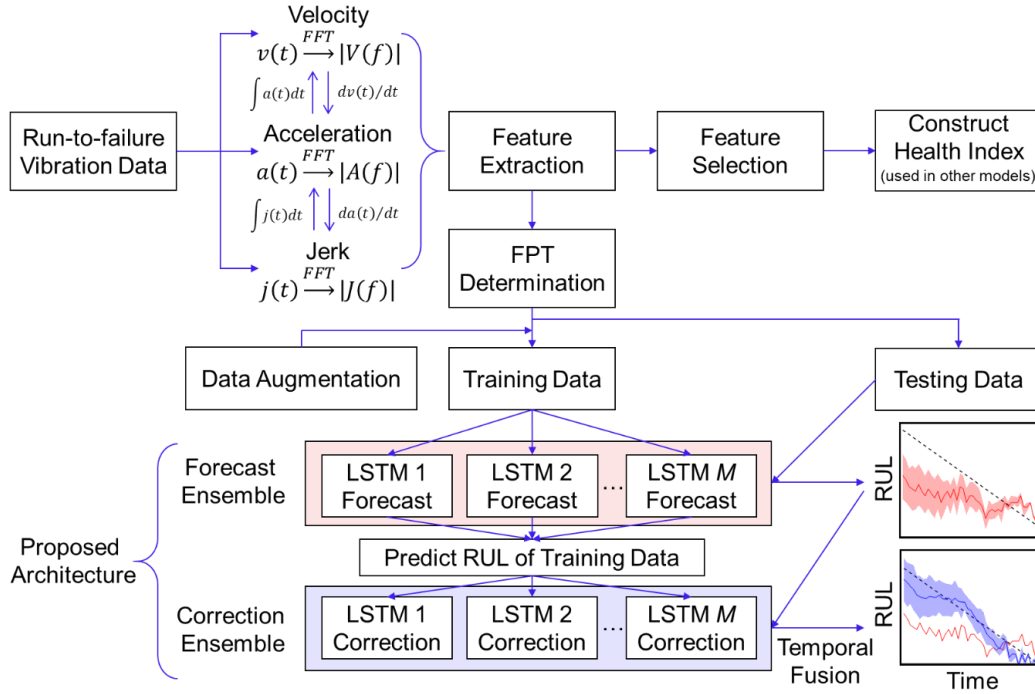 Velocity
FFT
v(t) ⟶ |V(f)|
∫a(t)dt
dv(t)/dt
Run-to-failure
Vibration Data
Acceleration
FFT
a(t) ⟶ |A(f)|
∫j(t)dt
da(t)/dt
Jerk
FFT
j(t) ⟶ |J(f)|
Feature
Extraction
Feature
Selection
Construct
Health Index
(used in other models)
FPT
Determination
Data Augmentation
Training Data
Testing Data
Proposed
Architecture
Forecast
Ensemble
LSTM 1
Forecast
LSTM 2
Forecast
...
LSTM M
Forecast
RUL
Predict RUL of Training Data
Correction
Ensemble
LSTM 1
Correction
LSTM 2
Correction
...
LSTM M
Correction
Temporal
Fusion
RUL
Time